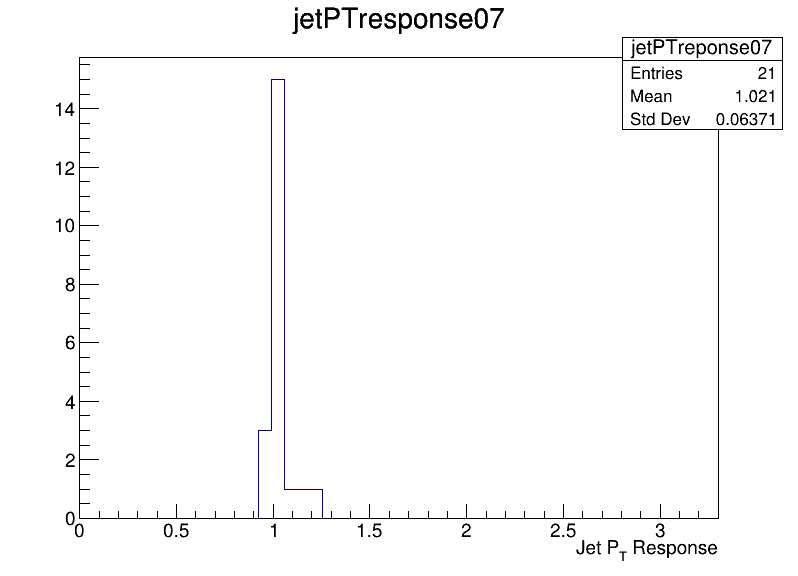 jetPTresponse07
jetPTreponse07
Entries 21
Mean 1.021
Std Dev 0.06371
14
12
10
8
6
4
2
0
0 0.5 1 1.5 2 2.5 3
Jet PT Response